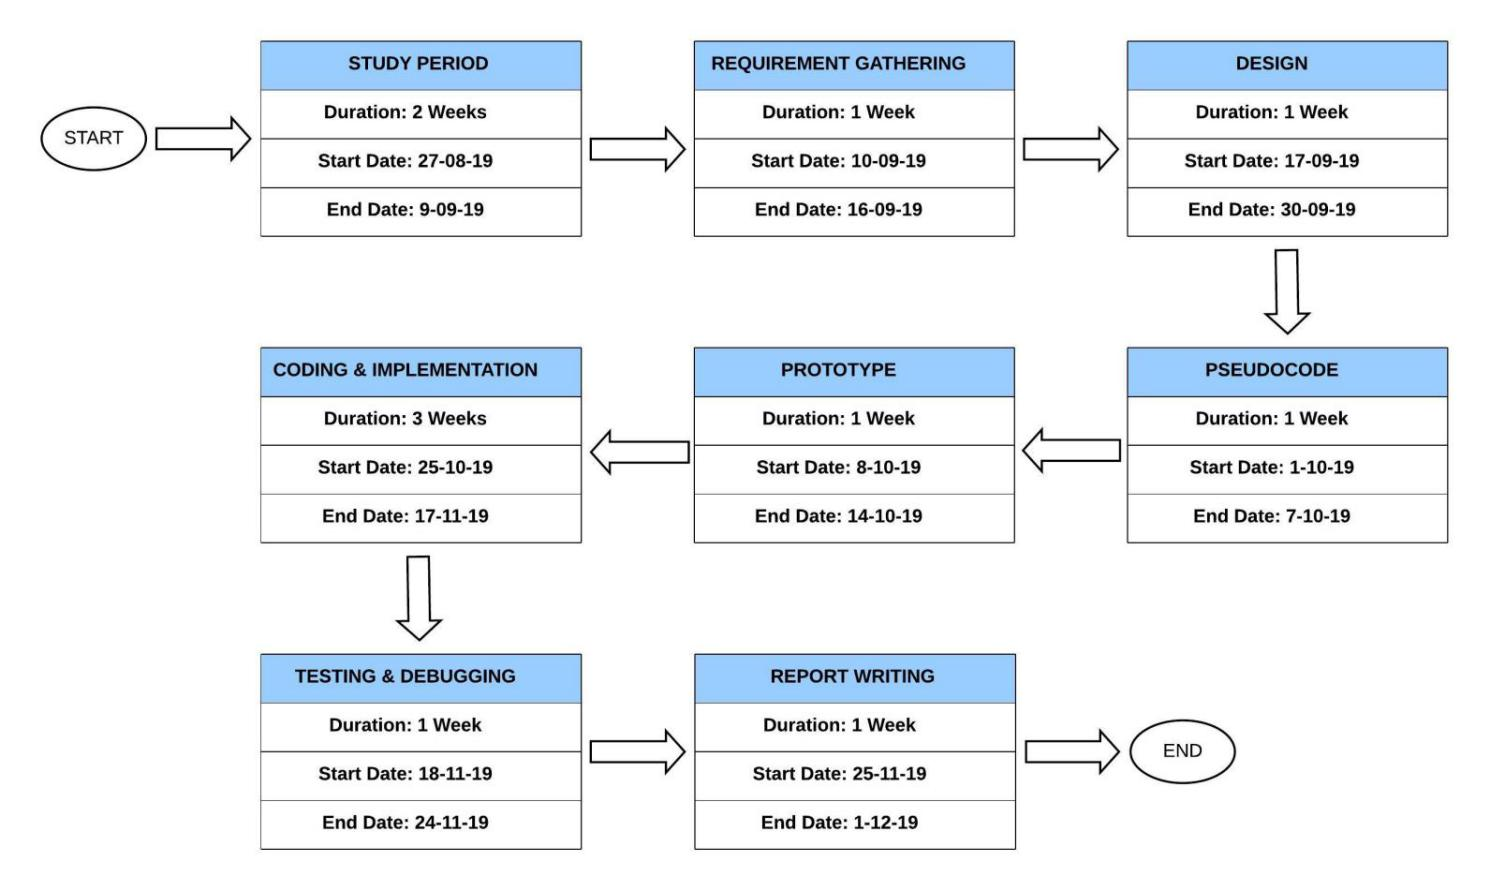 START
STUDY PERIOD
Duration: 2 Weeks
Start Date: 27-08-19
End Date: 9-09-19
REQUIREMENT GATHERING
Duration: 1 Week
Start Date: 10-09-19
End Date: 16-09-19
DESIGN
Duration: 1 Week
Start Date: 17-09-19
End Date: 30-09-19
PSEUDOCODE
Duration: 1 Week
Start Date: 1-10-19
End Date: 7-10-19
PROTOTYPE
Duration: 1 Week
Start Date: 8-10-19
End Date: 14-10-19
CODING & IMPLEMENTATION
Duration: 3 Weeks
Start Date: 25-10-19
End Date: 17-11-19
TESTING & DEBUGGING
Duration: 1 Week
Start Date: 18-11-19
End Date: 24-11-19
REPORT WRITING
Duration: 1 Week
Start Date: 25-11-19
End Date: 1-12-19
END